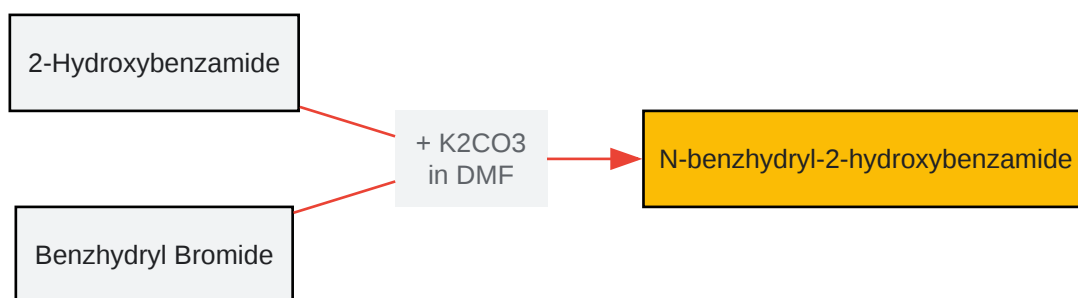 2-Hydroxybenzamide
+ K2CO3
in DMF
N-benzhydryl-2-hydroxybenzamide
Benzhydryl Bromide